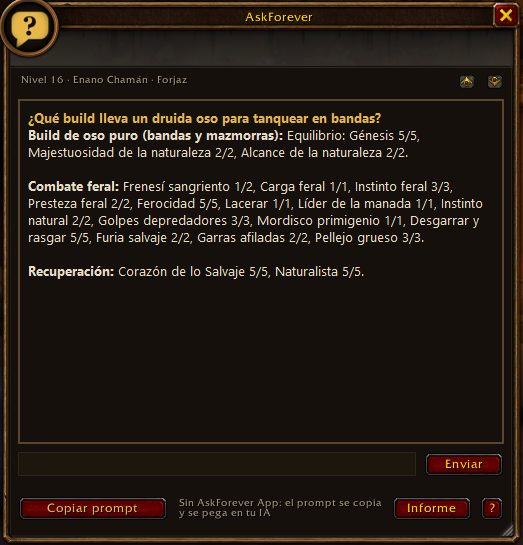 AskForever
Nivel 16 · Enano Chamán · Forjaz
¿Qué build lleva un druida oso para tanquear en bandas?
Build de oso puro (bandas y mazmorras): Equilibrio: Génesis 5/5,
Majestuosidad de la naturaleza 2/2, Alcance de la naturaleza 2/2.
Combate feral: Frenesí sangriento 1/2, Carga feral 1/1, Instinto feral 3/3,
Presteza feral 2/2, Ferocidad 5/5, Lacerar 1/1, Líder de la manada 1/1, Instinto
natural 2/2, Golpes depredadores 3/3, Mordisco primigenio 1/1, Desgarrar y
rasgar 5/5, Furia salvaje 2/2, Garras afiladas 2/2, Pellejo grueso 3/3.
Recuperación: Corazón de lo Salvaje 5/5, Naturalista 5/5.
Enviar
Copiar prompt
Sin AskForever App: el prompt se copia
y se pega en tu IA
Informe
?